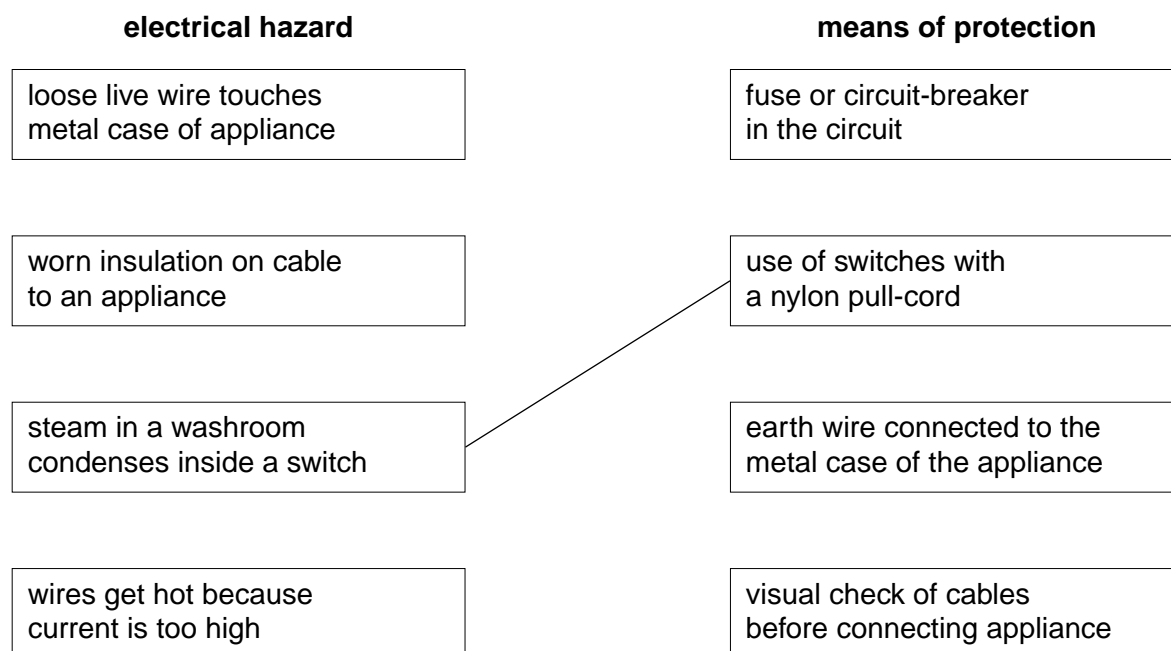 electrical hazard
means of protection
loose live wire touches
metal case of appliance
fuse or circuit-breaker
in the circuit
worn insulation on cable
to an appliance
use of switches with
a nylon pull-cord
steam in a washroom
condenses inside a switch
earth wire connected to the
metal case of the appliance
wires get hot because
current is too high
visual check of cables
before connecting appliance